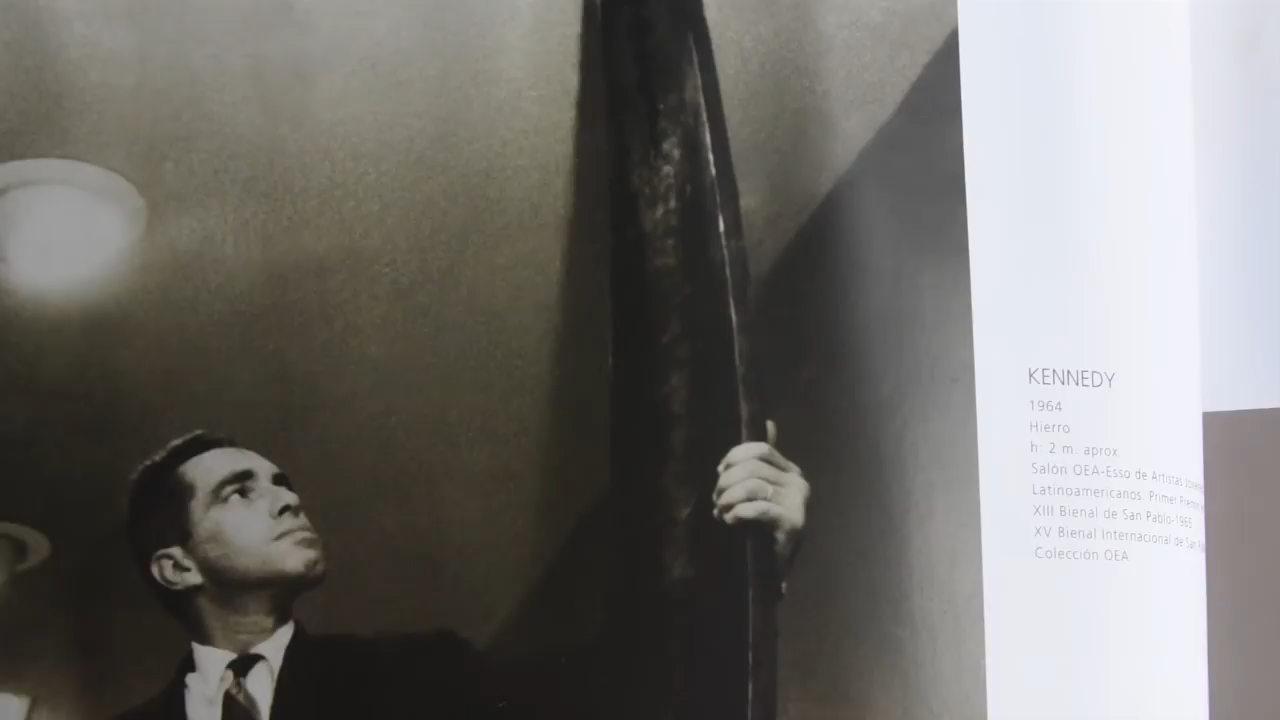 KENNEDY
1964
Hierro
h: 2 m. aprox
Salón OEA-Esso de Artistas
Latinoamericanos. Primer Premio
XIII Bienal de San Pablo-1965
XV Bienal Internacional de San
Colección OEA